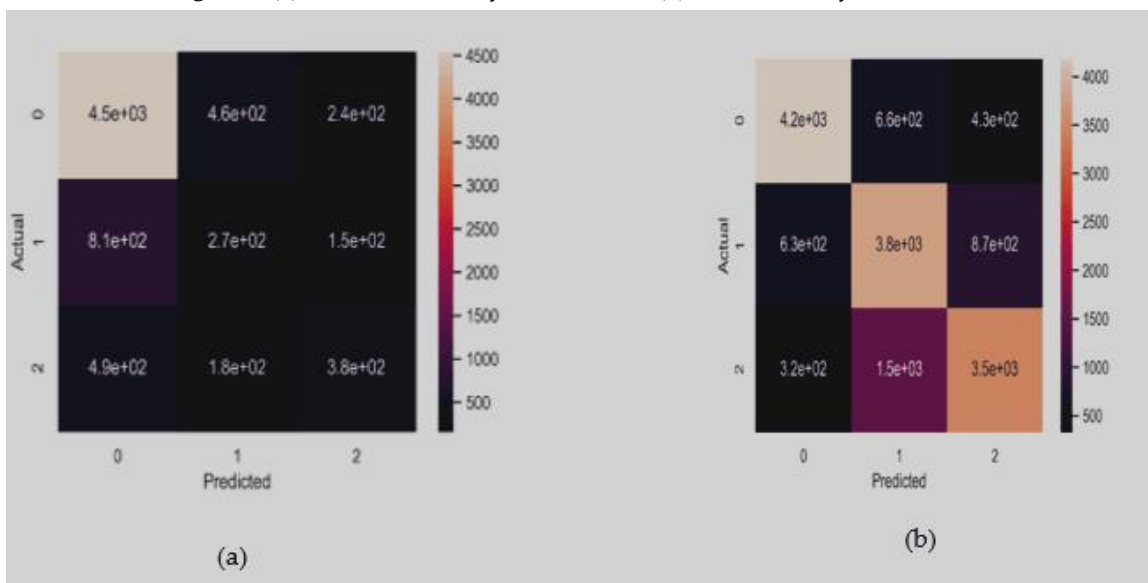 4500
4000
3500
3000
2500
2000
1500
1000
500
0 4.5e+03 4.6e+02 2.4e+02
1 8.1e+02 2.7e+02 1.5e+02
2 4.9e+02 1.8e+02 3.8e+02
Actual
0 1 2
Predicted
(a)
4000
3500
3000
2500
2000
1500
1000
500
0 4.2e+03 6.6e+02 4.3e+02
1 6.3e+02 3.8e+03 8.7e+02
2 3.2e+02 1.5e+03 3.5e+03
Actual
0 1 2
Predicted
(b)